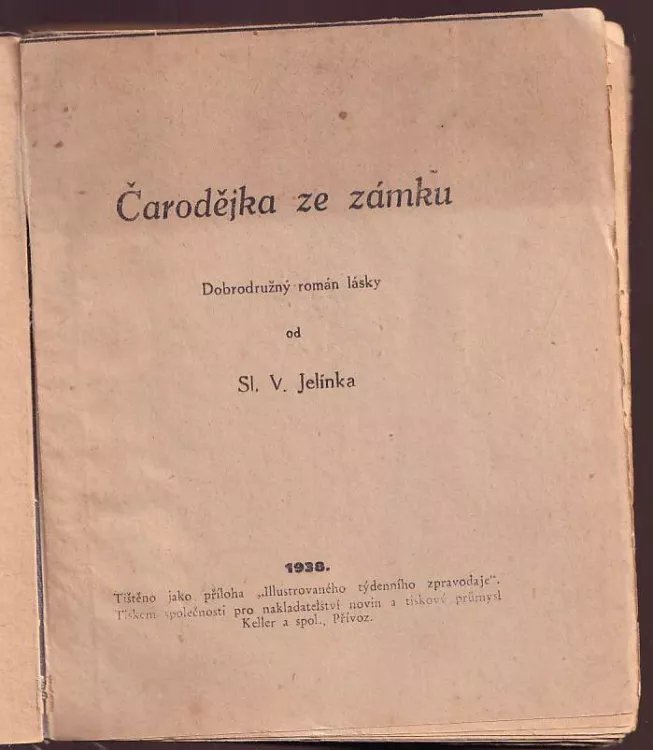 Čarodějka ze zámku
Dobrodružný román lásky
od
Sl. V. Jelínka
1938.
Tištěno jako příloha „Illustrovaného týdenního zpravodaje“.
Tiskem společnosti pro nakladatelství novin a tiskový průmysl
Keller a spol., Přívoz.